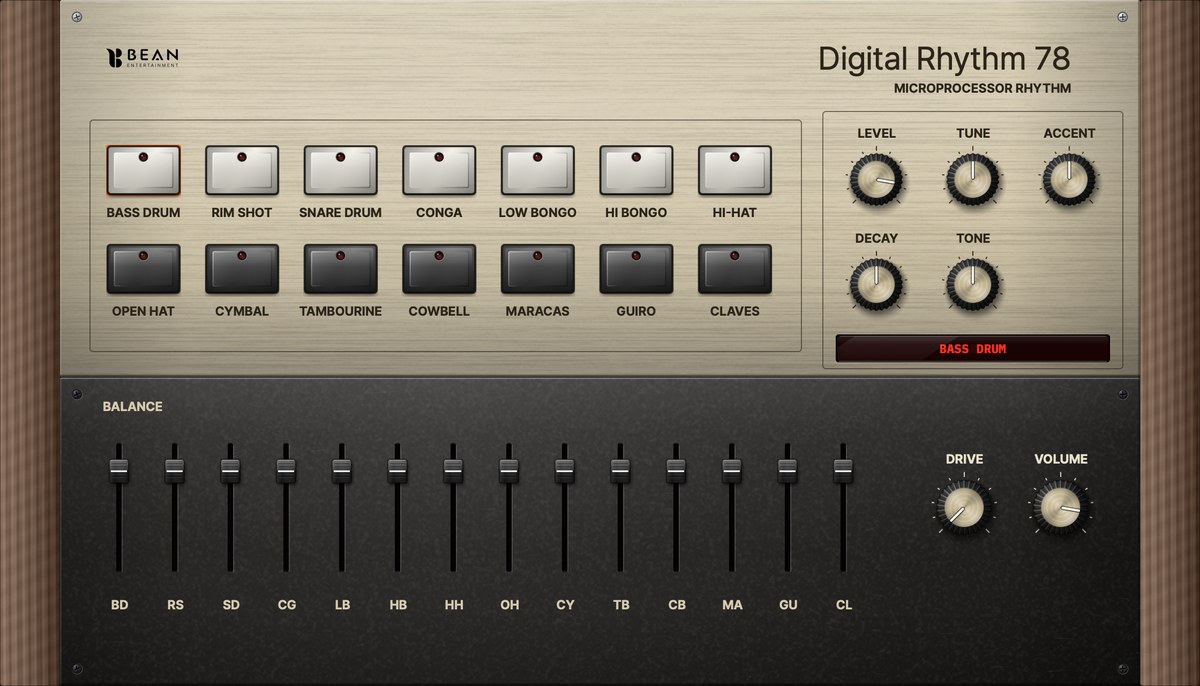 BEAN
ENTERTAINMENT
Digital Rhythm 78
MICROPROCESSOR RHYTHM
BASS DRUM RIM SHOT SNARE DRUM CONGA LOW BONGO HI BONGO HI-HAT
OPEN HAT CYMBAL TAMBOURINE COWBELL MARACAS GUIRO CLAVES
LEVEL TUNE ACCENT
DECAY TONE
BASS DRUM
BALANCE
BD RS SD CG LB HB HH OH CY TB CB MA GU CL
DRIVE VOLUME